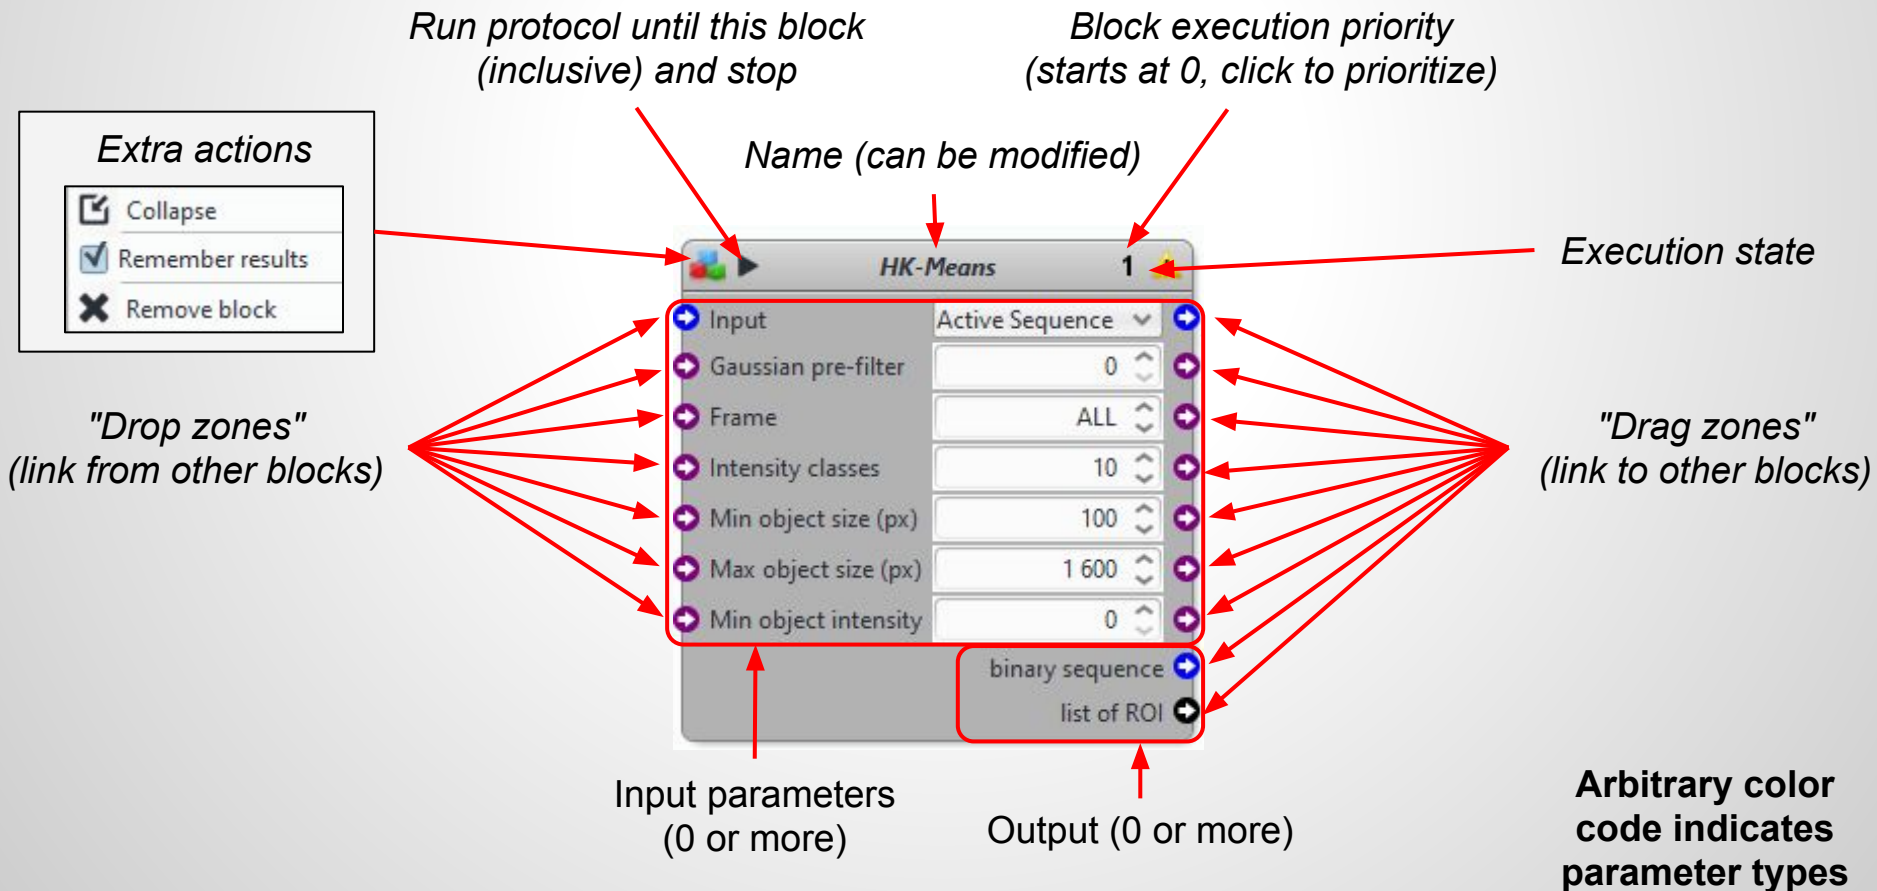 Run protocol until this block
(inclusive) and stop
Block execution priority
(starts at 0, click to prioritize)
Extra actions
Collapse
Remember results
Remove block
Name (can be modified)
Execution state
HK-Means 1
Input Active Sequence
Gaussian pre-filter 0
Frame ALL
Intensity classes 10
Min object size (px) 100
Max object size (px) 1 600
Min object intensity 0
binary sequence
list of ROI
"Drop zones"
(link from other blocks)
"Drag zones"
(link to other blocks)
Input parameters
(0 or more)
Output (0 or more)
Arbitrary color
code indicates
parameter types